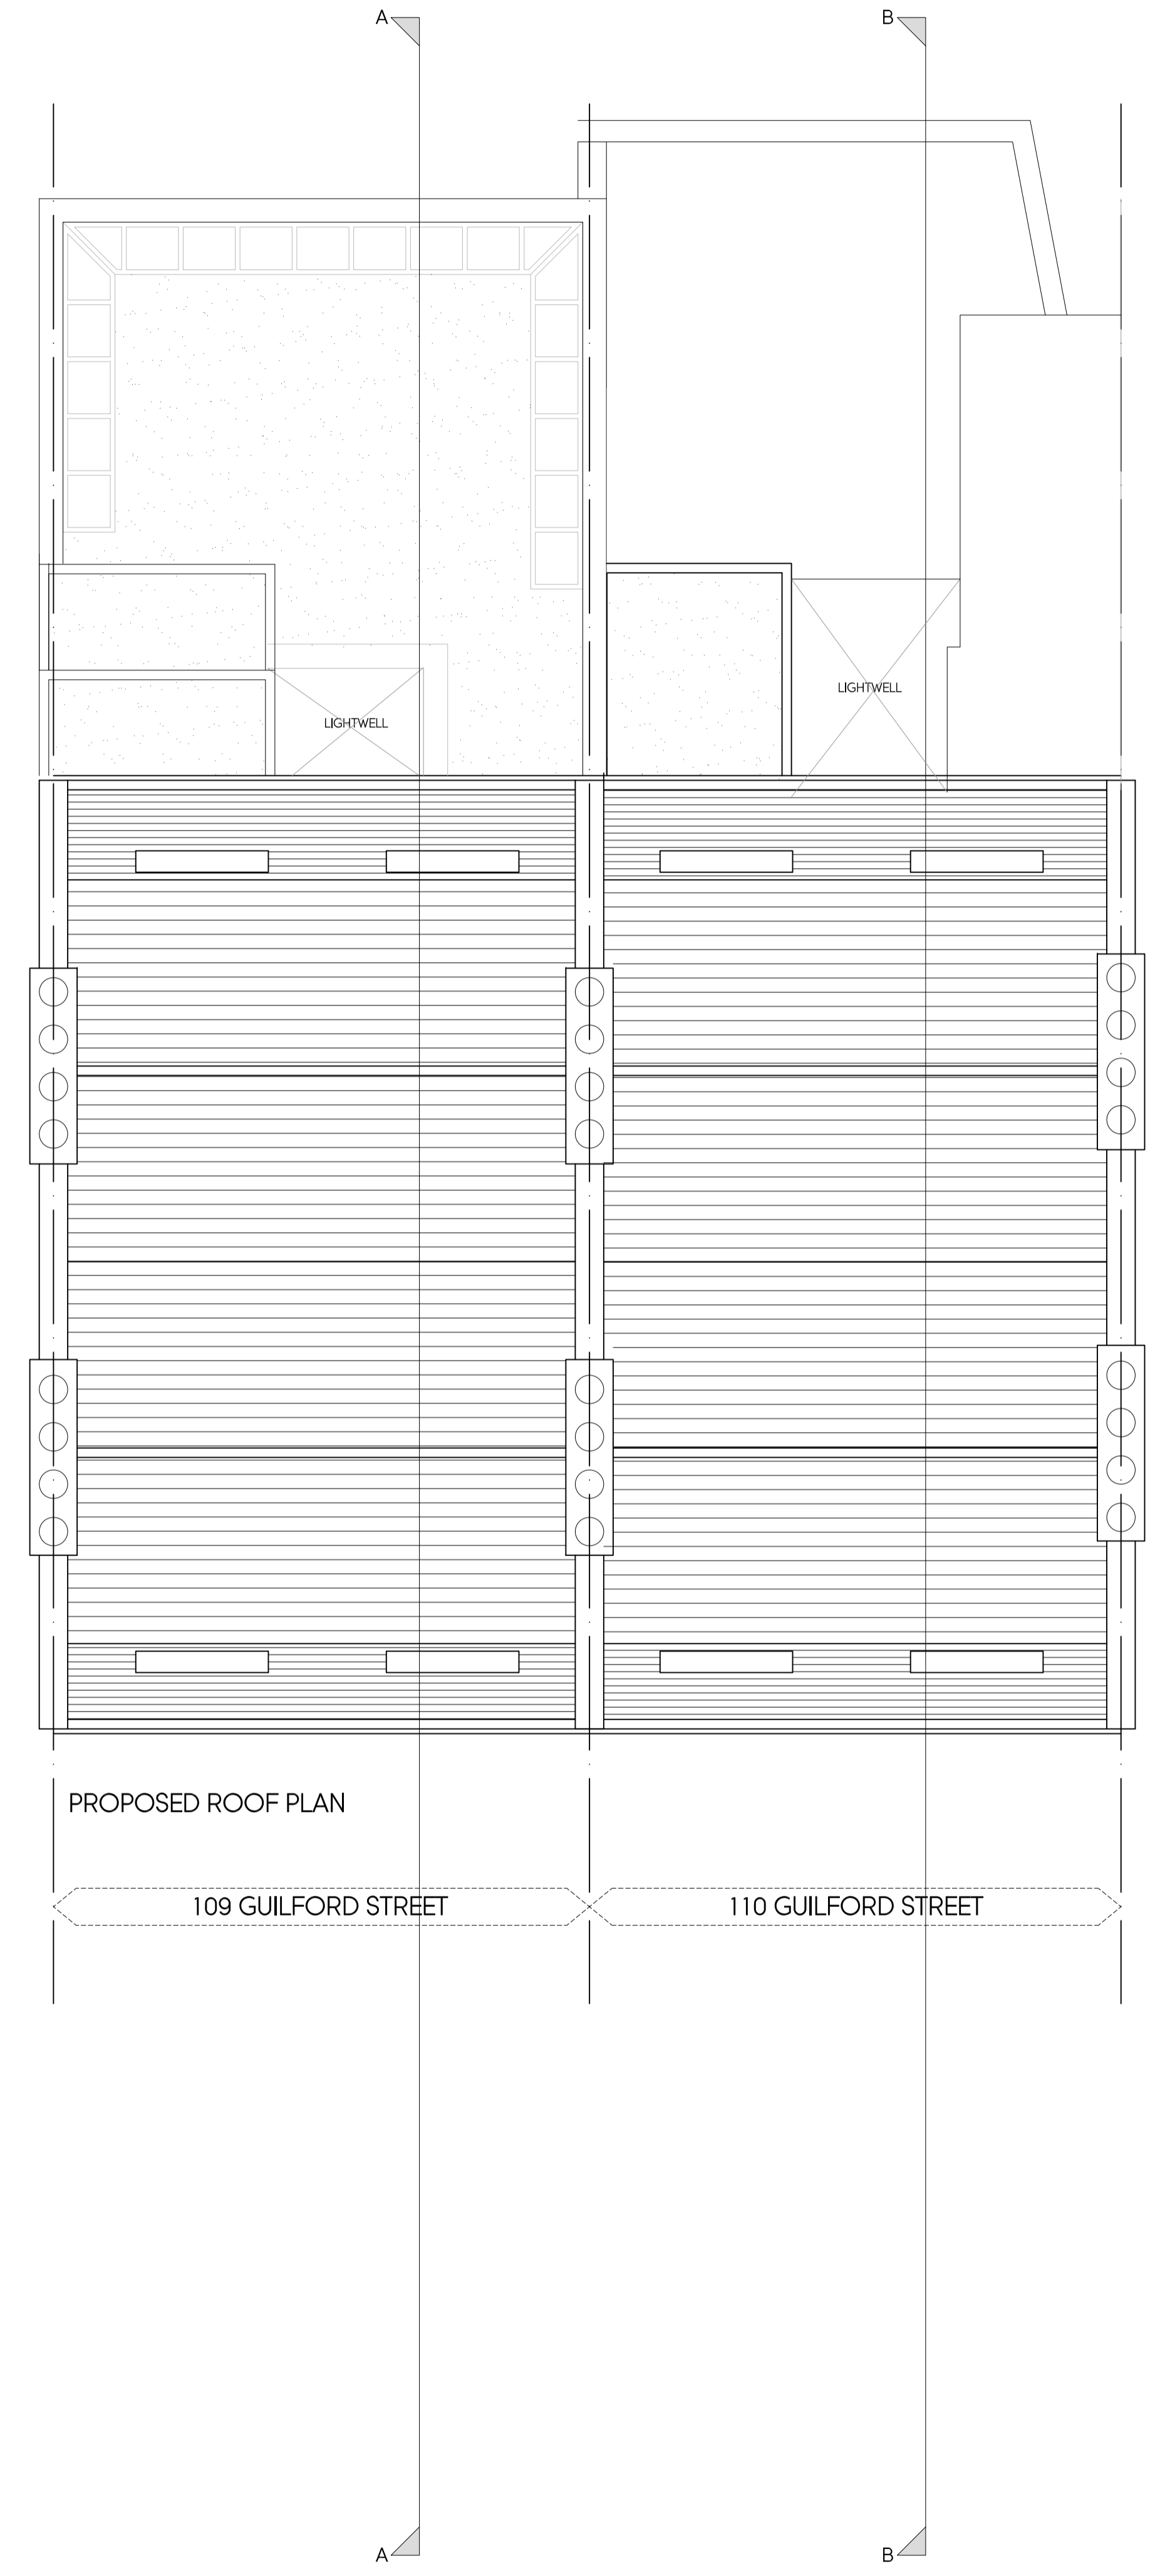 A
B
LIGHTWELL
LIGHTWELL
PROPOSED ROOF PLAN
109 GUILFORD STREET
110 GUILFORD STREET
A
B